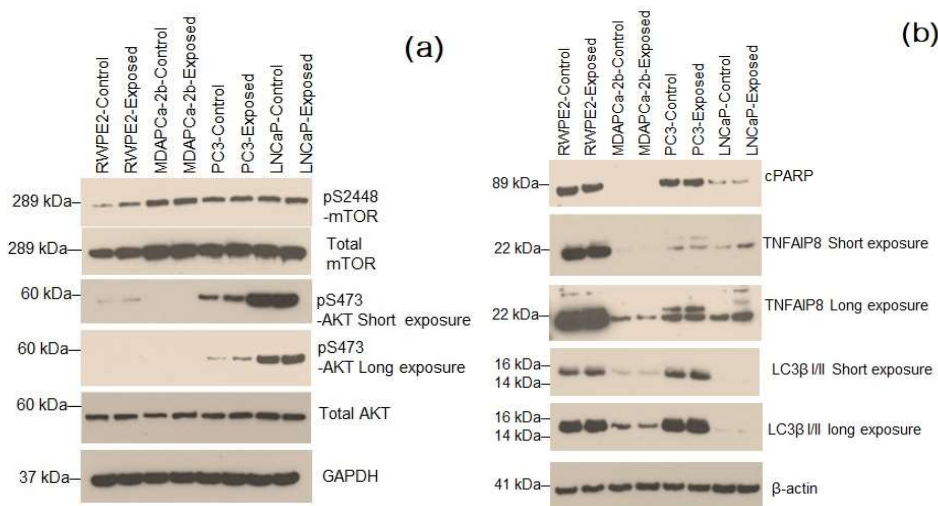 (a)
RWPE2-Control
RWPE2-Exposed
MDAPCa-2b-Control
MDAPCa-2b-Exposed
PC3-Control
PC3-Exposed
LNCaP-Control
LNCaP-Exposed
289 kDa
pS2448
-mTOR
289 kDa
Total
mTOR
60 kDa
pS473
-AKT Short exposure
60 kDa
pS473
-AKT Long exposure
60 kDa
Total AKT
37 kDa
GAPDH
(b)
RWPE2-Control
RWPE2-Exposed
MDAPCa-2b-Control
MDAPCa-2b-Exposed
PC3-Control
PC3-Exposed
LNCaP-Control
LNCaP-Exposed
89 kDa
cPARP
22 kDa
TNFAIP8 Short exposure
22 kDa
TNFAIP8 Long exposure
16 kDa
14 kDa
LC3β I/II Short exposure
16 kDa
14 kDa
LC3β I/II long exposure
41 kDa
β-actin